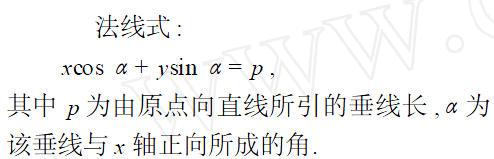 法线式:
xcos α + ysin α = p ,
其中 p 为由原点向直线所引的垂线长 , α 为
该垂线与 x 轴正向所成的角.